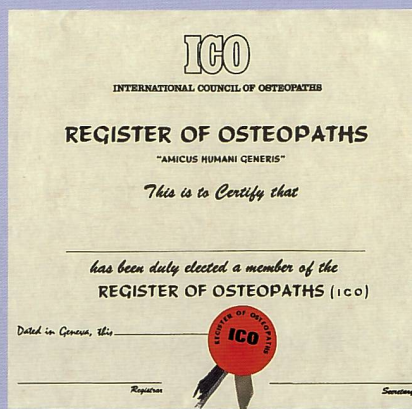 ICO
INTERNATIONAL COUNCIL OF OSTEOPATHS
REGISTER OF OSTEOPATHS
"AMICUS HUMANI GENERIS"
This is to Certify that
has been duly elected a member of the
REGISTER OF OSTEOPATHS (ICO)
Dated in Geneva, this
REGISTER OF OSTEOPATHS
ICO
Registrar Secretary